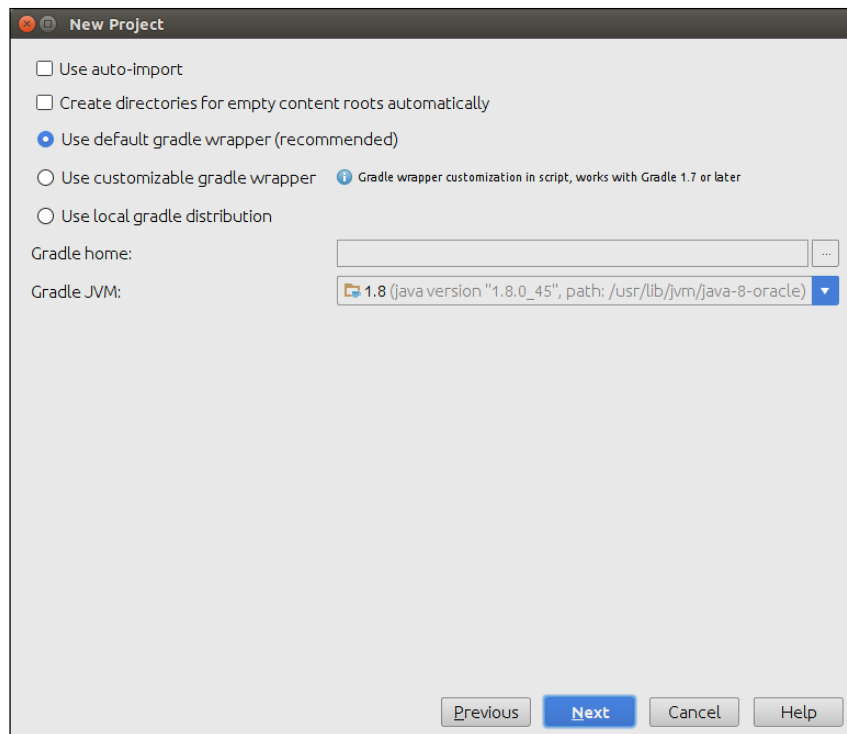 New Project
Use auto-import
Create directories for empty content roots automatically
Use default gradle wrapper (recommended)
Use customizable gradle wrapper Gradle wrapper customization in script, works with Gradle 1.7 or later
Use local gradle distribution
Gradle home: ...
Gradle JVM: 1.8 (java version "1.8.0_45", path: /usr/lib/jvm/java-8-oracle)
Previous Next Cancel Help